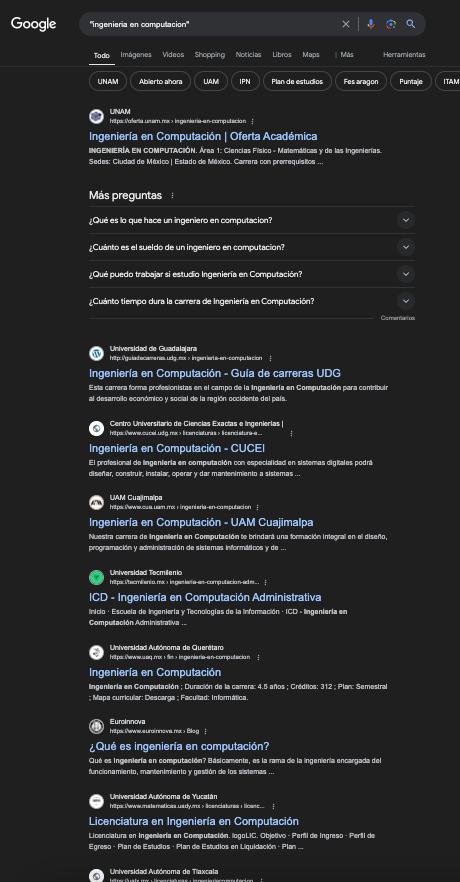 Google
"ingenieria en computacion"
Todo Imágenes Videos Shopping Noticias Libros Maps Más Herramientas
UNAM Abierto ahora UAM IPN Plan de estudios Fes aragon Puntaje ITAM
UNAM
https://oferta.unam.mx › ingenieria-en-computacion
Ingeniería en Computación | Oferta Académica
INGENIERÍA EN COMPUTACIÓN. Área 1: Ciencias Físico - Matemáticas y de las Ingenierías.
Sedes: Ciudad de México | Estado de México. Carrera con prerrequisitos ...
Más preguntas
¿Qué es lo que hace un ingeniero en computacion?
¿Cuánto es el sueldo de un ingeniero en computacion?
¿Qué puedo trabajar si estudio Ingeniería en Computación?
¿Cuánto tiempo dura la carrera de Ingeniería en Computación?
Comentarios
Universidad de Guadalajara
http://guiadecarreras.udg.mx › ingenieria-en-computacion
Ingeniería en Computación - Guía de carreras UDG
Esta carrera forma profesionistas en el campo de la Ingeniería en Computación para contribuir
al desarrollo económico y social de la región occidente del país.
Centro Universitario de Ciencias Exactas e Ingenierías |
https://www.cucei.udg.mx › licenciaturas › licenciatura-e...
Ingeniería en Computación - CUCEI
El profesional de ingeniería en computación con especialidad en sistemas digitales podrá
diseñar, construir, instalar, operar y dar mantenimiento a sistemas ...
UAM Cuajimalpa
https://www.cua.uam.mx › ingenieria-en-computacion
Ingeniería en Computación - UAM Cuajimalpa
Nuestra carrera de Ingeniería en Computación te brindará una formación integral en el diseño,
programación y administración de sistemas informáticos y de ...
Universidad Tecmilenio
https://tecmilenio.mx › ingenieria-en-computacion-adm...
ICD - Ingeniería en Computación Administrativa
Inicio · Escuela de Ingeniería y Tecnologías de la Información · ICD - Ingeniería en
Computación Administrativa ...
Universidad Autónoma de Querétaro
https://www.uaq.mx › fin › ingenieria-en-computacion
Ingeniería en Computación
Ingeniería en Computación ; Duración de la carrera: 4.5 años ; Créditos: 312 ; Plan: Semestral
; Mapa curricular: Descarga ; Facultad: Informática.
Euroinnova
https://www.euroinnova.mx › Blog
¿Qué es ingeniería en computación?
Qué es ingeniería en computación? Básicamente, es la rama de la ingeniería encargada del
funcionamiento, mantenimiento y gestión de los sistemas ...
Universidad Autónoma de Yucatán
https://www.matematicas.uady.mx › licenciaturas › licenc...
Licenciatura en Ingeniería en Computación
Licenciatura en Ingeniería en Computación. logoLIC. Objetivo · Perfil de Ingreso · Perfil de
Egreso · Plan de Estudios · Plan de Estudios en Liquidación · Plan ...
Universidad Autónoma de Tlaxcala